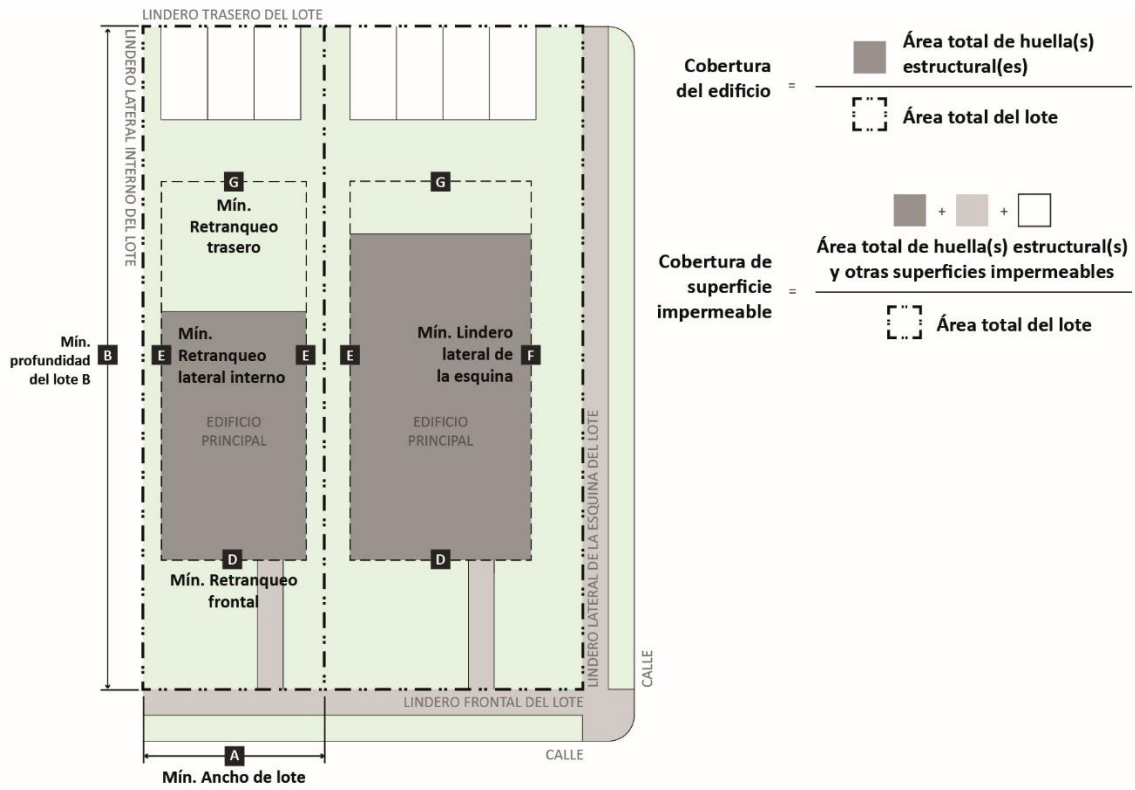 LINDERO TRASERO DEL LOTE
LINDERO LATERAL INTERNO DEL LOTE
G
Mín.
Retranqueo
trasero
G
Mín.
profundidad
del lote B
B
E
Mín.
Retranqueo
lateral interno
E
EDIFICIO
PRINCIPAL
E
Mín. Lindero
lateral de
la esquina
F
EDIFICIO
PRINCIPAL
D
Mín. Retranqueo
frontal
D
LINDERO LATERAL DE LA ESQUINA DEL LOTE
CALLE
LINDERO FRONTAL DEL LOTE
CALLE
A
Mín. Ancho de lote
Cobertura
del edificio
=
Área total de huella(s)
estructural(es)
Área total del lote
Cobertura de
superficie
impermeable
=
+ +
Área total de huella(s) estructural(s)
y otras superficies impermeables
Área total del lote